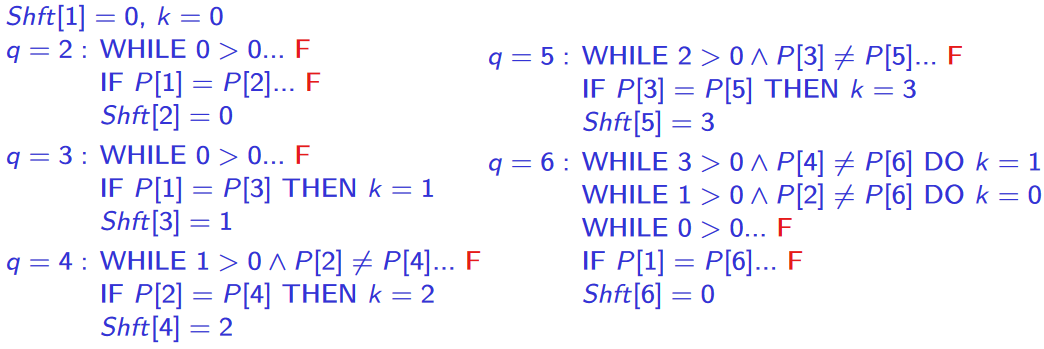 Shft[1] = 0, k = 0
q = 2 : WHILE 0 > 0... F
IF P[1] = P[2]... F
Shft[2] = 0
q = 3 : WHILE 0 > 0... F
IF P[1] = P[3] THEN k = 1
Shft[3] = 1
q = 4 : WHILE 1 > 0 ∧ P[2] ≠ P[4]... F
IF P[2] = P[4] THEN k = 2
Shft[4] = 2
q = 5 : WHILE 2 > 0 ∧ P[3] ≠ P[5]... F
IF P[3] = P[5] THEN k = 3
Shft[5] = 3
q = 6 : WHILE 3 > 0 ∧ P[4] ≠ P[6] DO k = 1
WHILE 1 > 0 ∧ P[2] ≠ P[6] DO k = 0
WHILE 0 > 0... F
IF P[1] = P[6]... F
Shft[6] = 0